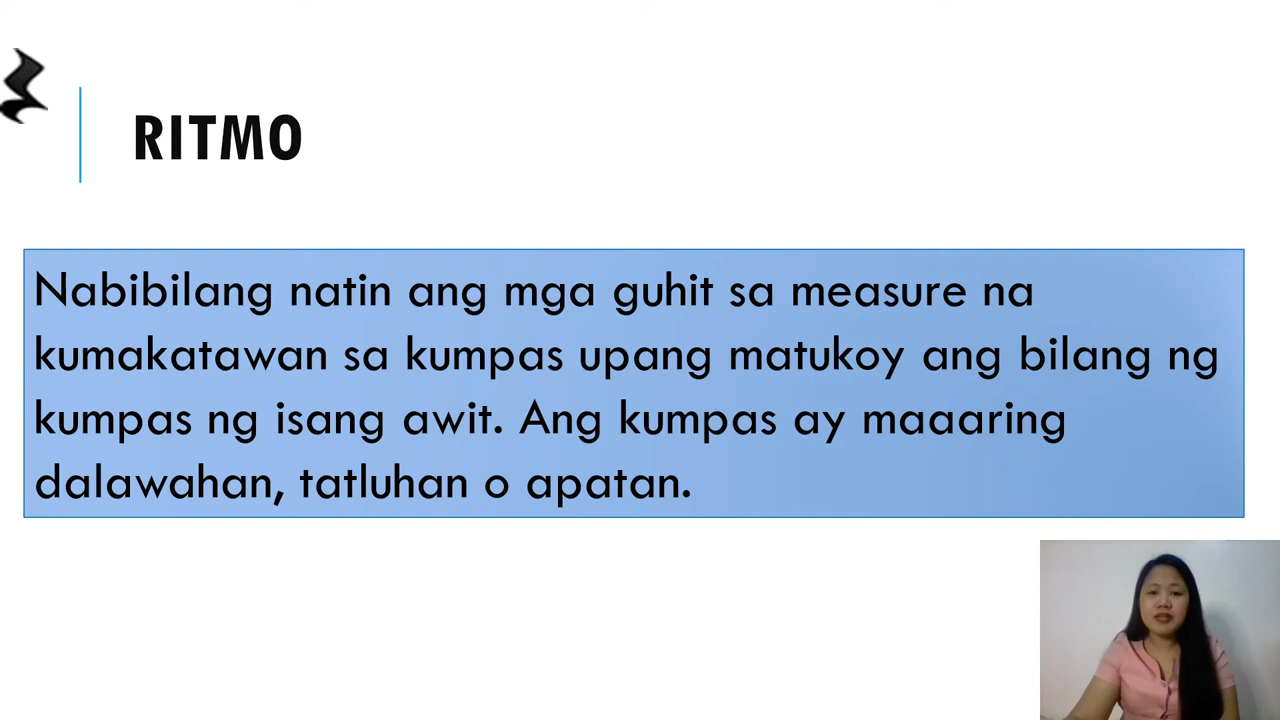 RITMO
Nabibilang natin ang mga guhit sa measure na
kumakatawan sa kumpas upang matukoy ang bilang ng
kumpas ng isang awit. Ang kumpas ay maaaring
dalawahan, tatluhan o apatan.